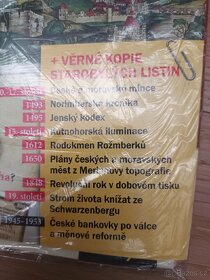 + VĚRNÉ KOPIE
STAROBYLÝCH LISTIN
České a moravské mince
1493 Norimberská kronika
1495 Jenský kodex
15. století Kutnohorská iluminace
1612 Rodokmen Rožmberků
1650 Plány českých a moravských
měst z Merianovy topografie
1848 Revoluční rok v dobovém tisku
19. století Strom života knížat ze
Schwarzenbergu
1945-1953 České bankovky po válce
a měnové reformě